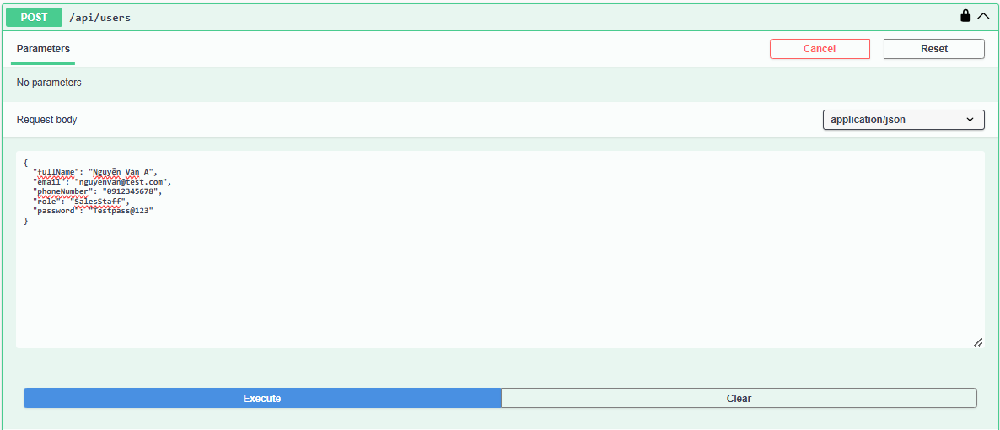 POST /api/users
Parameters Cancel Reset
No parameters
Request body application/json
{
"fullName": "Nguyễn Văn A",
"email": "nguyenvan@test.com",
"phoneNumber": "0912345678",
"role": "SalesStaff",
"password": "Testpass@123"
}
Execute Clear